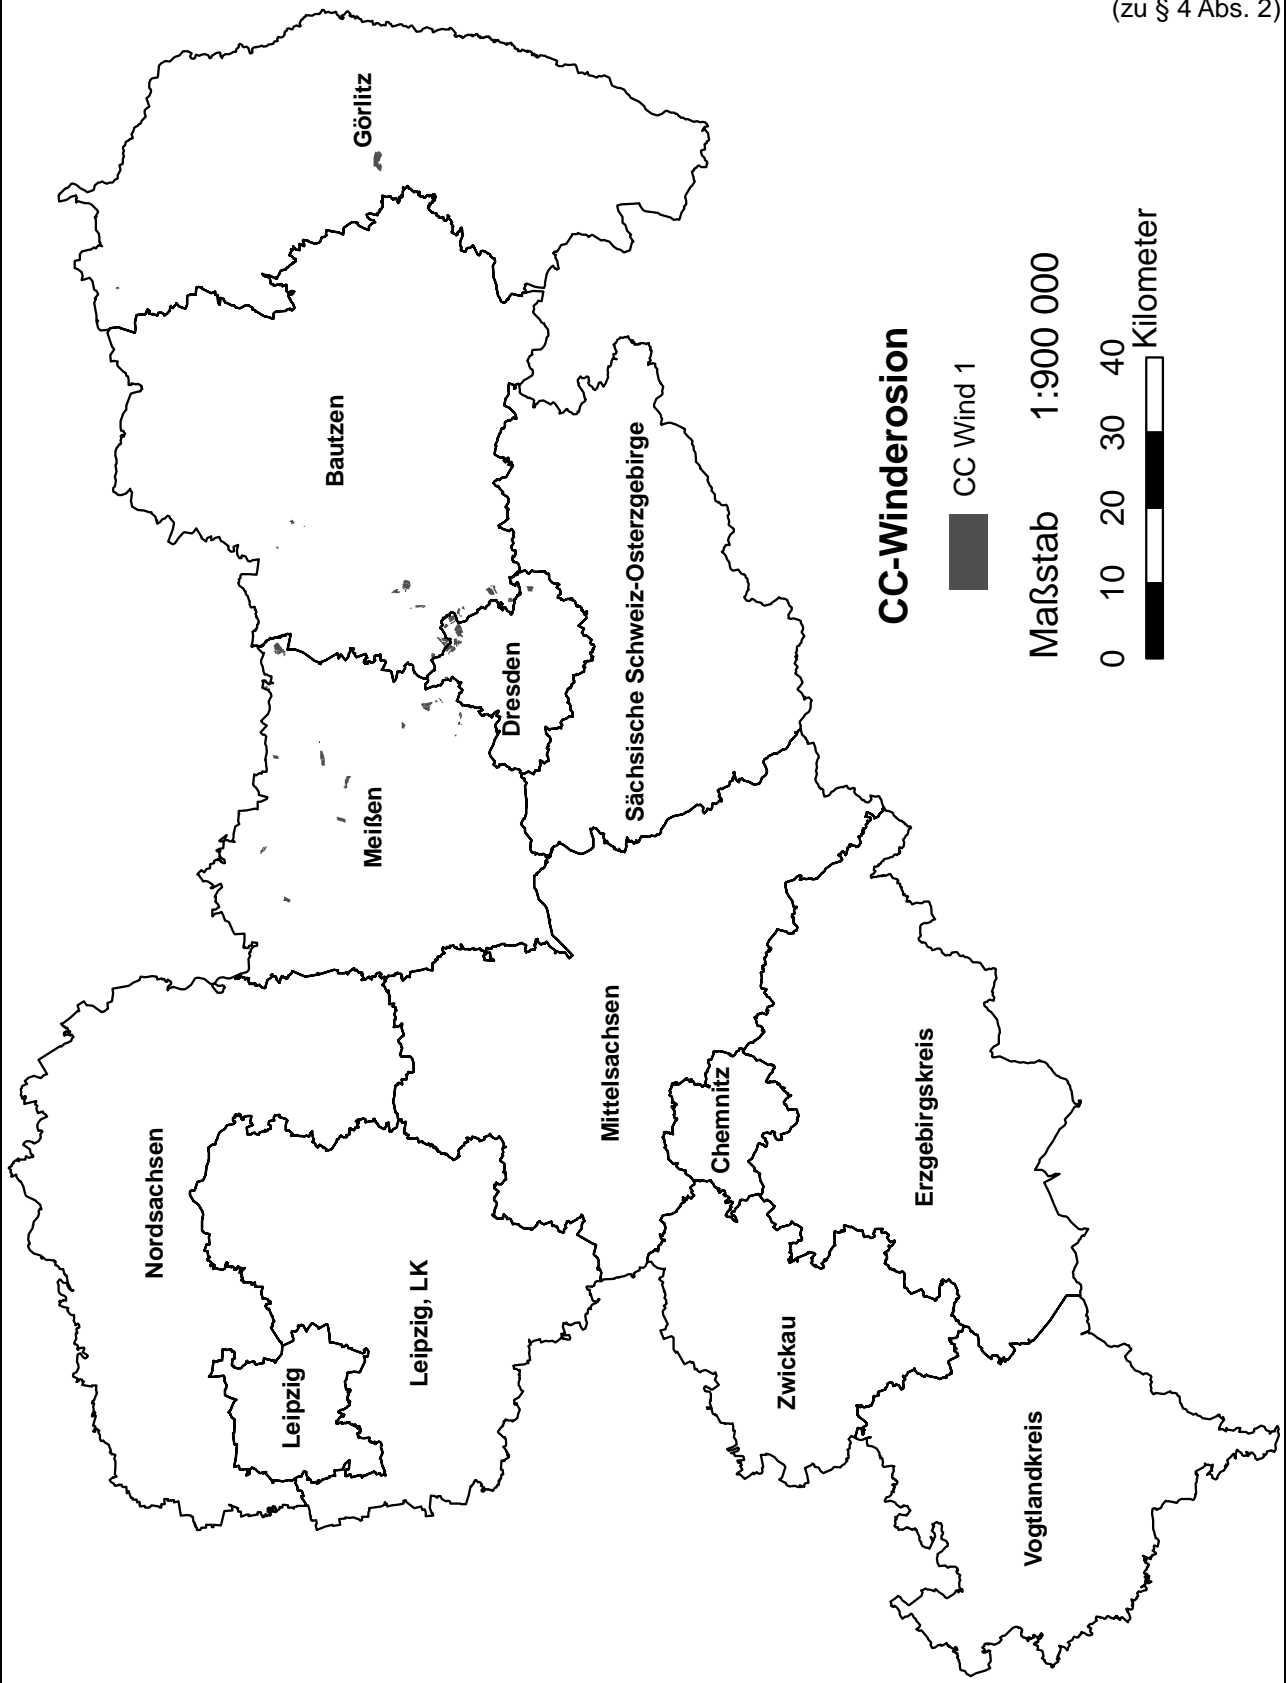 (zu § 4 Abs. 2)
Görlitz
Bautzen
Meißen
Dresden
Sächsische Schweiz-Osterzgebirge
Nordsachsen
Leipzig
Leipzig, LK
Mittelsachsen
Chemnitz
Erzgebirgskreis
Zwickau
Vogtlandkreis
CC-Winderosion
CC Wind 1
Maßstab 1:900 000
0 10 20 30 40
Kilometer